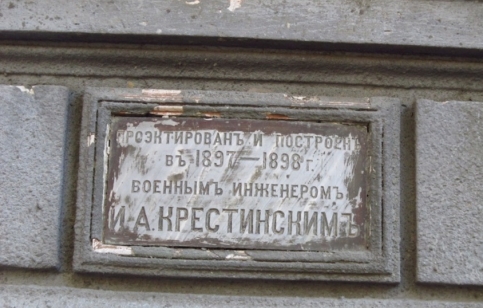 ПРОЭКТИРОВАНЪ И ПОСТРОЕНЪ
ВЪ 1897—1898 Г.
ВОЕННЫМЪ ИНЖЕНЕРОМЪ
И. А. КРЕСТИНСКИМЪ